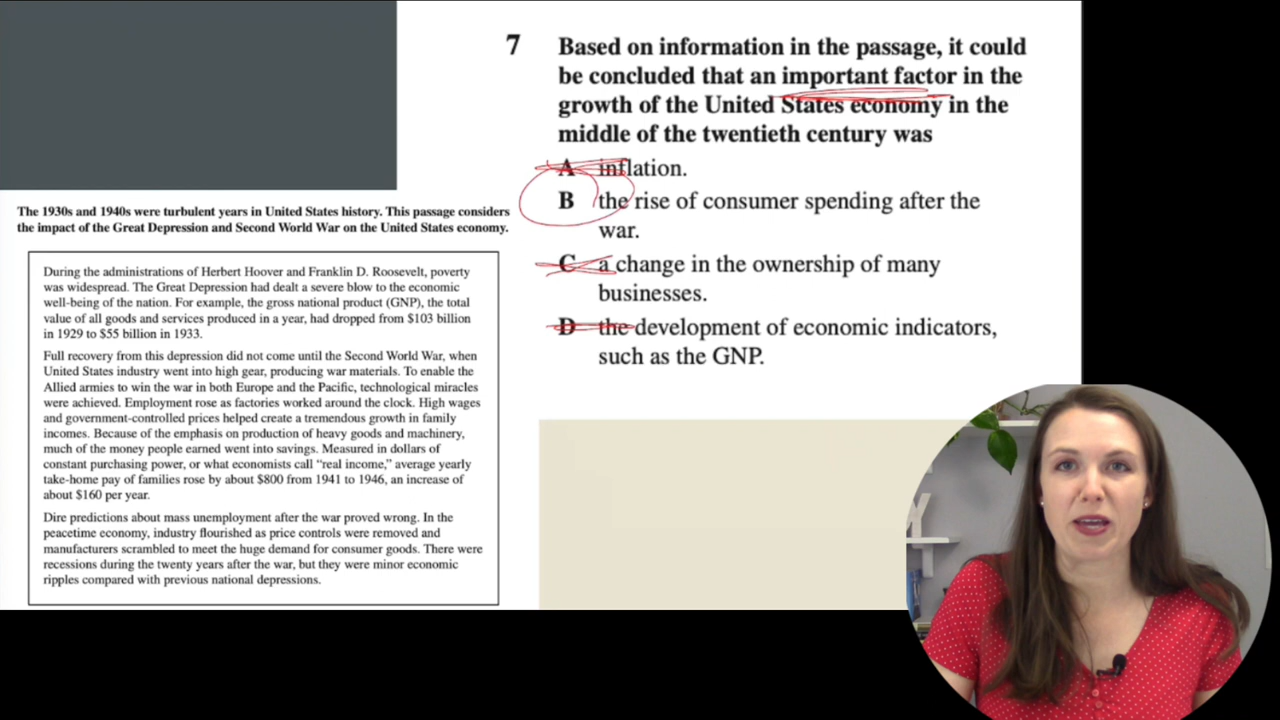 The 1930s and 1940s were turbulent years in United States history. This passage considers
the impact of the Great Depression and Second World War on the United States economy.
During the administrations of Herbert Hoover and Franklin D. Roosevelt, poverty
was widespread. The Great Depression had dealt a severe blow to the economic
well-being of the nation. For example, the gross national product (GNP), the total
value of all goods and services produced in a year, had dropped from $103 billion
in 1929 to $55 billion in 1933.
Full recovery from this depression did not come until the Second World War, when
United States industry went into high gear, producing war materials. To enable the
Allied armies to win the war in both Europe and the Pacific, technological miracles
were achieved. Employment rose as factories worked around the clock. High wages
and government-controlled prices helped create a tremendous growth in family
incomes. Because of the emphasis on production of heavy goods and machinery,
much of the money people earned went into savings. Measured in dollars of
constant purchasing power, or what economists call “real income,” average yearly
take-home pay of families rose by about $800 from 1941 to 1946, an increase of
about $160 per year.
Dire predictions about mass unemployment after the war proved wrong. In the
peacetime economy, industry flourished as price controls were removed and
manufacturers scrambled to meet the huge demand for consumer goods. There were
recessions during the twenty years after the war, but they were minor economic
ripples compared with previous national depressions.
7 Based on information in the passage, it could
be concluded that an important factor in the
growth of the United States economy in the
middle of the twentieth century was
A inflation.
B the rise of consumer spending after the
war.
C a change in the ownership of many
businesses.
D the development of economic indicators,
such as the GNP.
Y